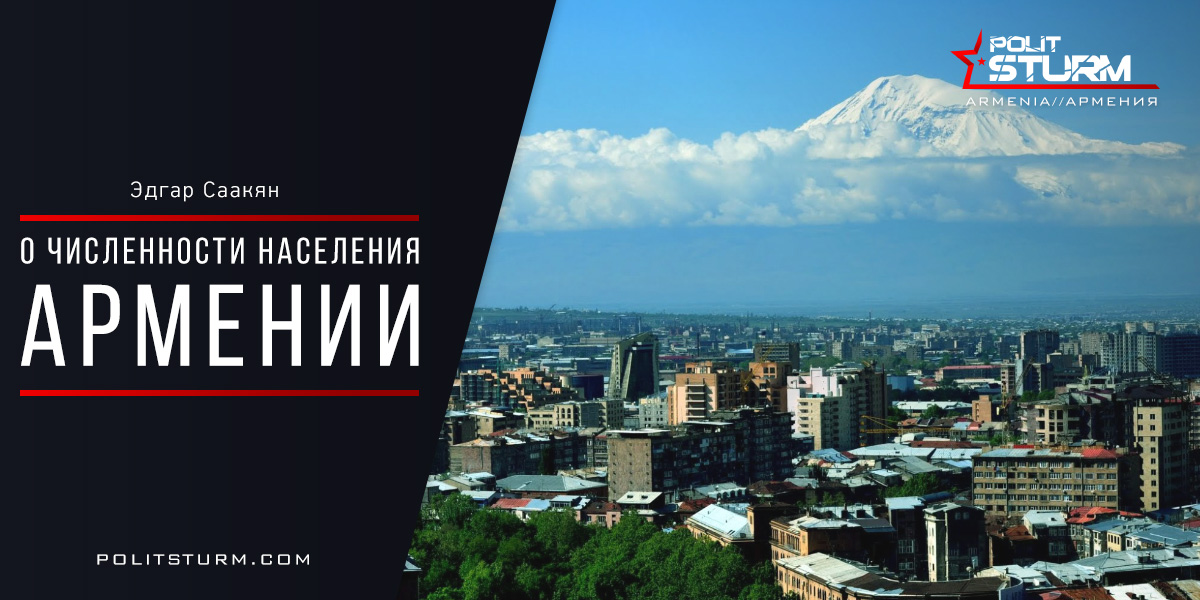 Эдгар Саакян
О ЧИСЛЕННОСТИ НАСЕЛЕНИЯ
АРМЕНИИ
POLITSTURM.COM
POLIT
STURM
ARMENIA//АРМЕНИЯ